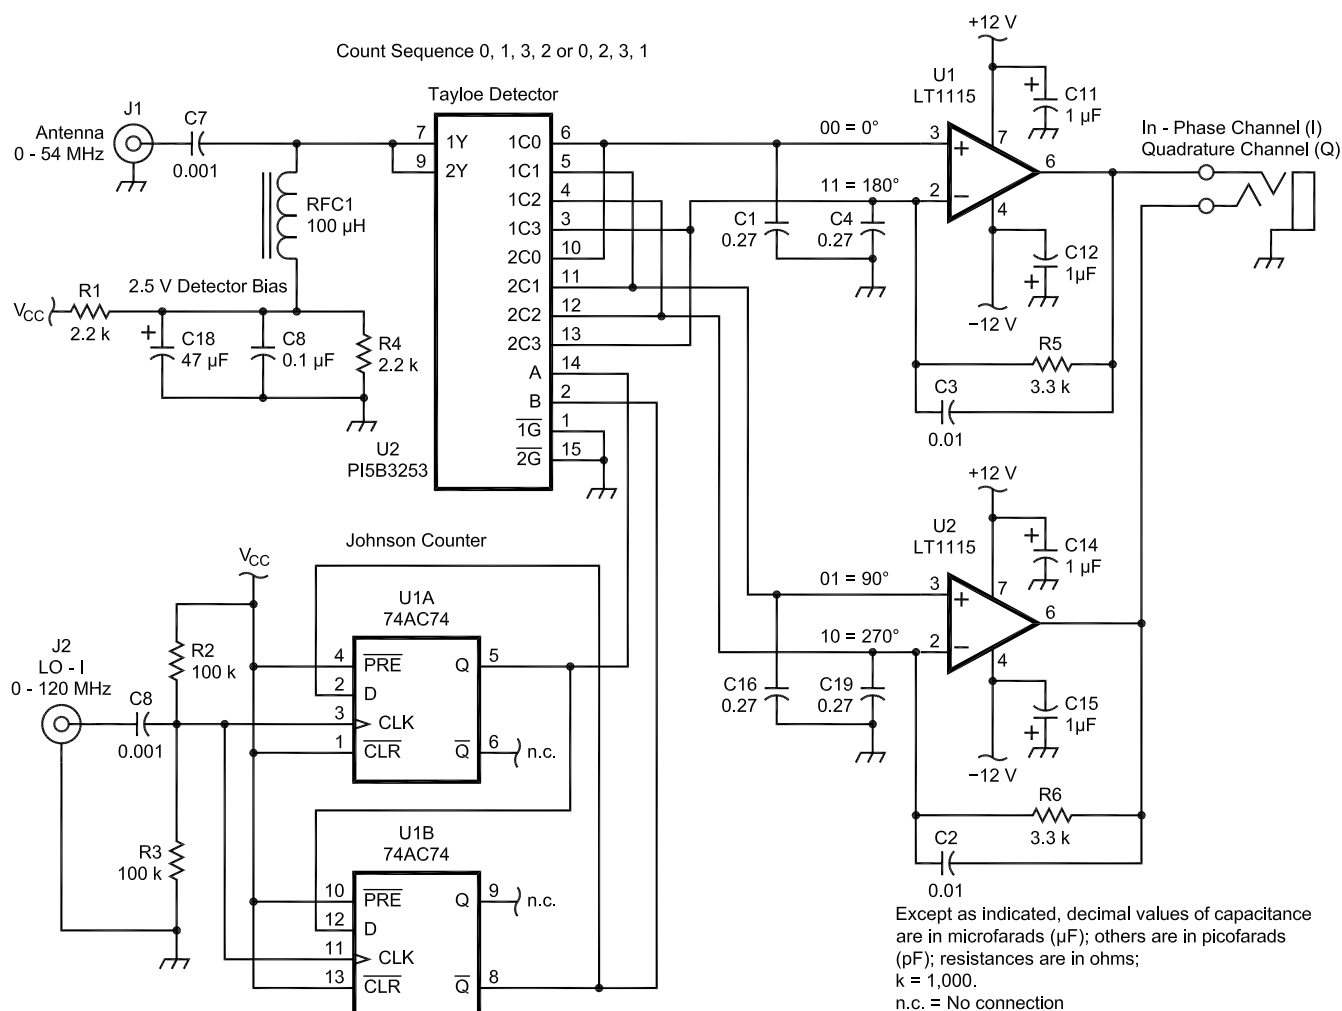 Count Sequence 0, 1, 3, 2 or 0, 2, 3, 1
Tayloe Detector
J1
Antenna
0 - 54 MHz
C7
0.001
RFC1
100 µH
2.5 V Detector Bias
VCC
R1
2.2 k
+
C18
47 µF
C8
0.1 µF
R4
2.2 k
7
1Y
9
2Y
1C0
6
1C1
5
1C2
4
1C3
3
2C0
10
2C1
11
2C2
12
2C3
13
A
14
B
2
1G
1
2G
15
U2
PI5B3253
+12 V
U1
LT1115
+
C11
1 µF
00 = 0°
3
+
7
11 = 180°
2
−
6
4
C1
0.27
C4
0.27
C12
1µF
+
−12 V
R5
3.3 k
C3
0.01
In - Phase Channel (I)
Quadrature Channel (Q)
+12 V
U2
LT1115
+
C14
1 µF
01 = 90°
3
+
7
10 = 270°
2
−
6
4
C16
0.27
C19
0.27
C15
1µF
+
−12 V
R6
3.3 k
C2
0.01
Johnson Counter
VCC
J2
LO - I
0 - 120 MHz
C8
0.001
R2
100 k
R3
100 k
U1A
74AC74
4
PRE
Q
5
2
D
3
CLK
1
CLR
Q
6
n.c.
U1B
74AC74
10
PRE
Q
9
n.c.
12
D
11
CLK
13
CLR
Q
8
Except as indicated, decimal values of capacitance
are in microfarads (µF); others are in picofarads
(pF); resistances are in ohms;
k = 1,000.
n.c. = No connection